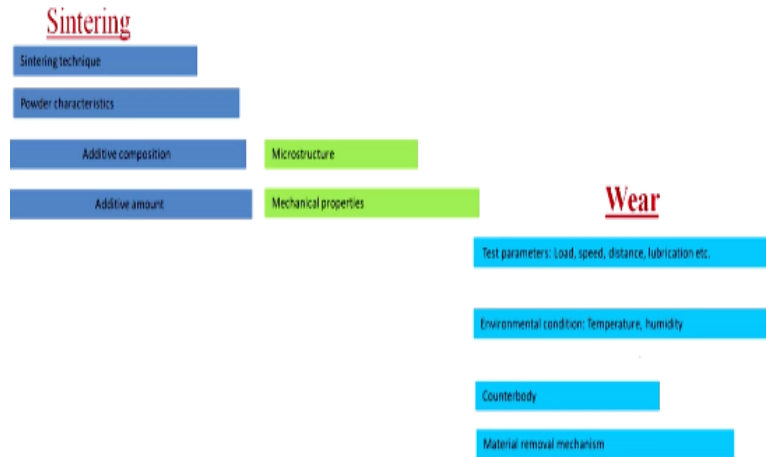 Sintering
Sintering technique
Powder characteristics
Additive composition
Microstructure
Additive amount
Mechanical properties
Wear
Test parameters: Load, speed, distance, lubrication etc.
Environmental condition: Temperature, humidity
Counterbody
Material removal mechanism